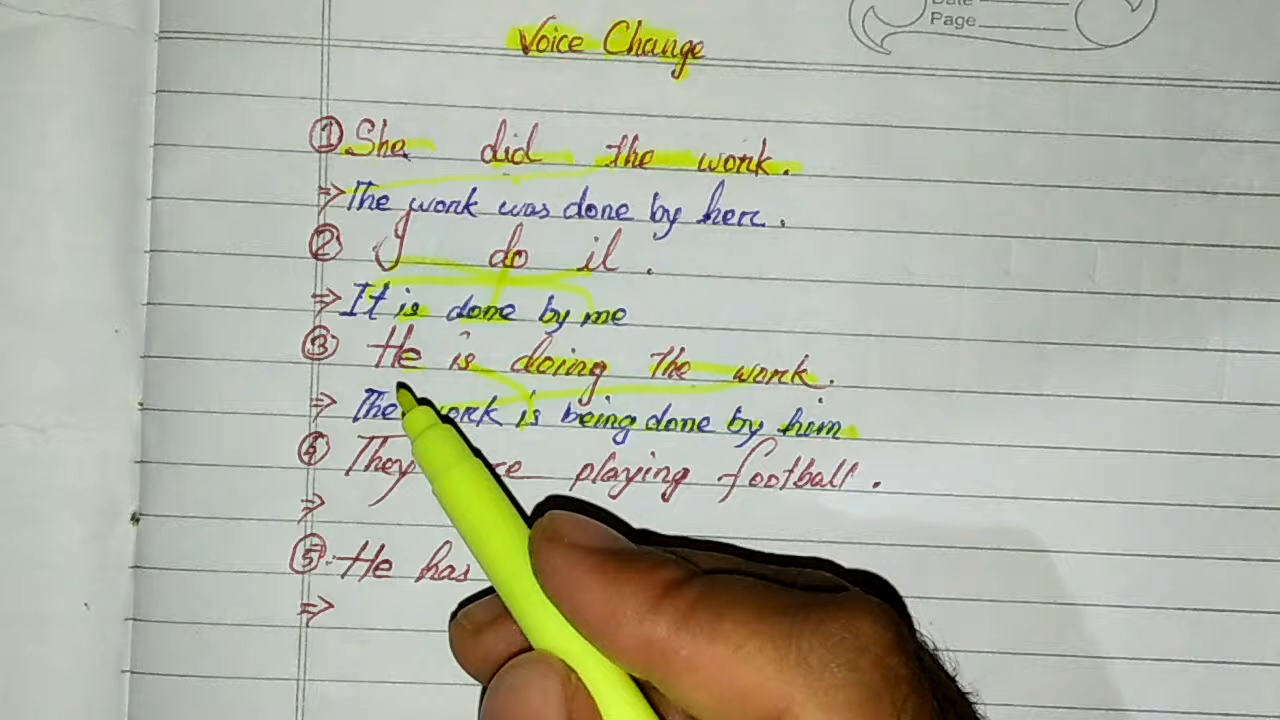 Date
Page
Voice Change
① She did the work.
⇒ The work was done by her.
② I do it.
⇒ It is done by me
③ He is doing the work.
⇒ The work is being done by him
④ They playing football.
⇒
⑤ He has
⇒